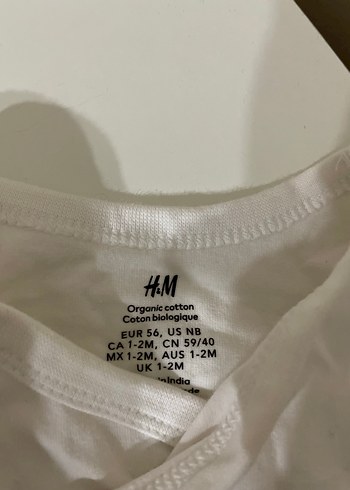 H&M
Organic cotton
Coton biologique
EUR 56, US NB
CA 1-2M, CN 59/40
MX 1-2M, AUS 1-2M
UK 1-2M
India